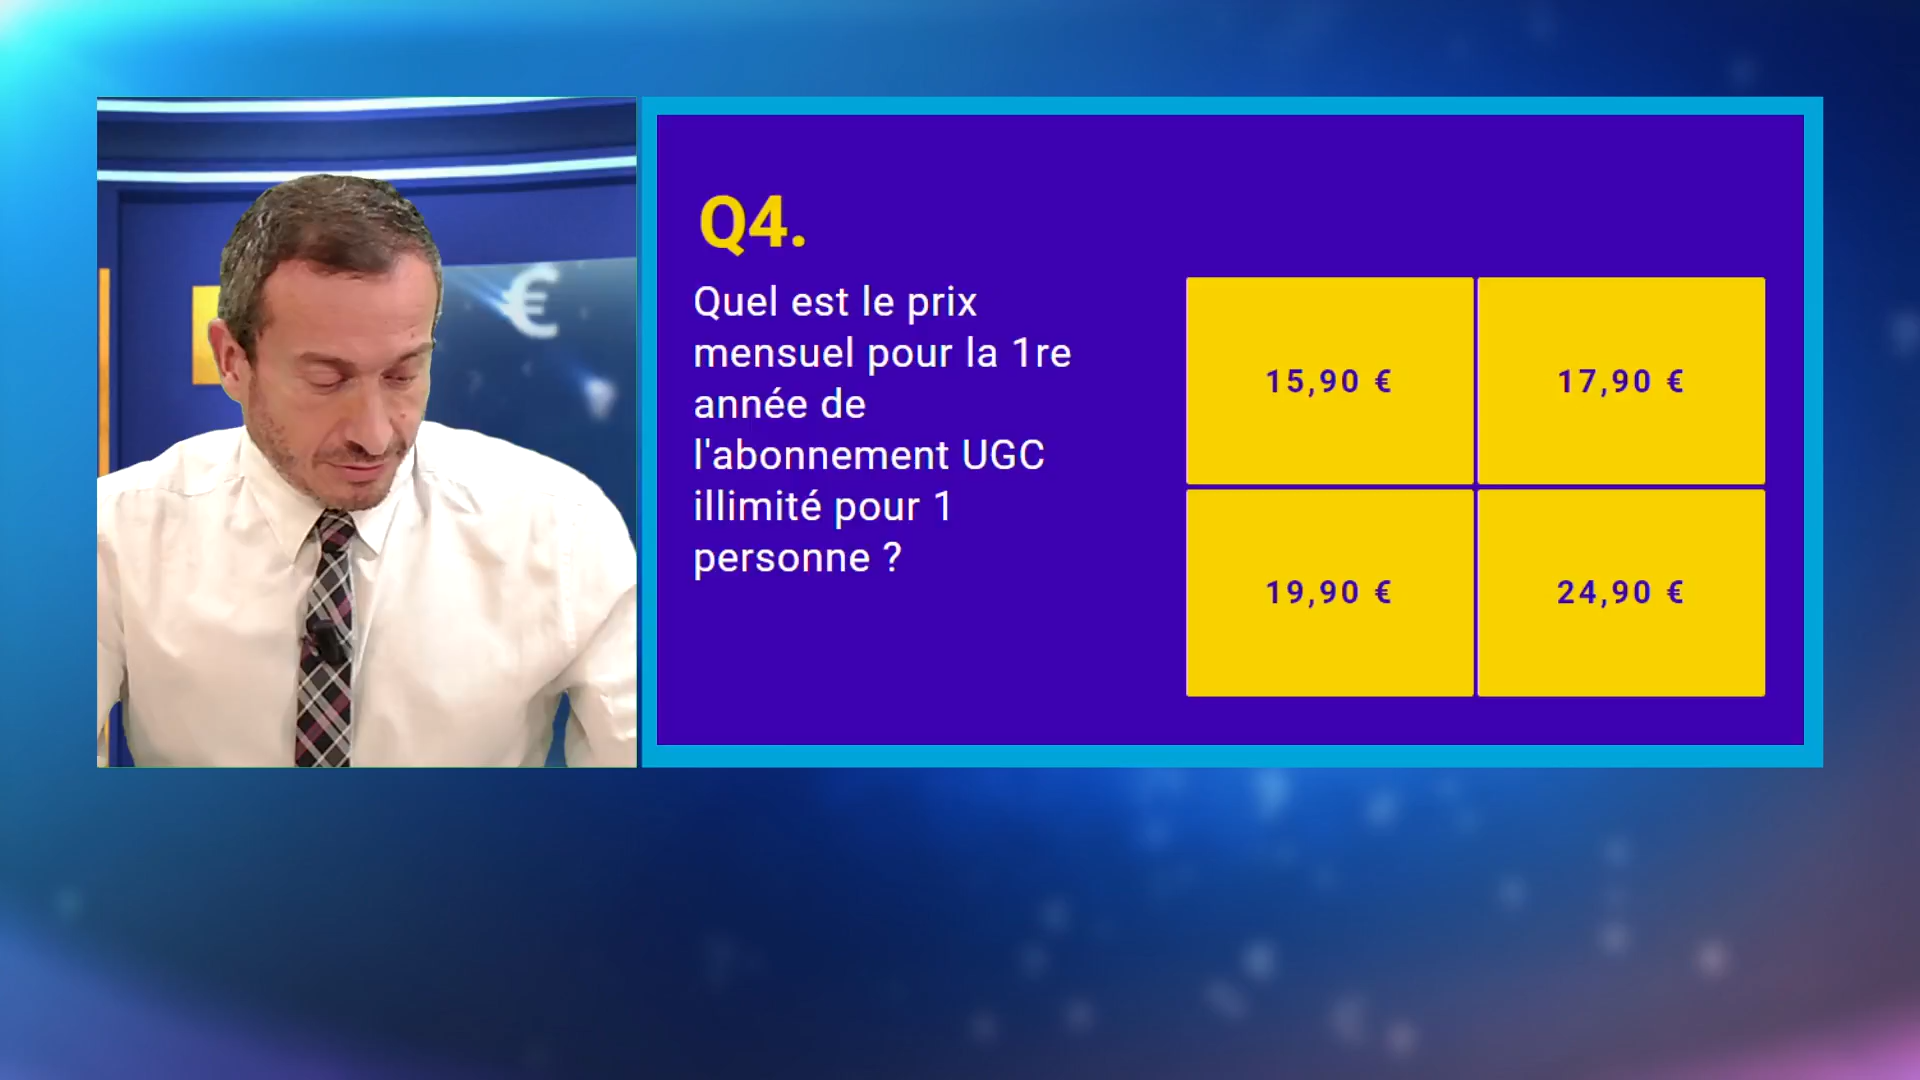 €
Q4.
Quel est le prix
mensuel pour la 1re
année de
l'abonnement UGC
illimité pour 1
personne ?
15,90 €
17,90 €
19,90 €
24,90 €